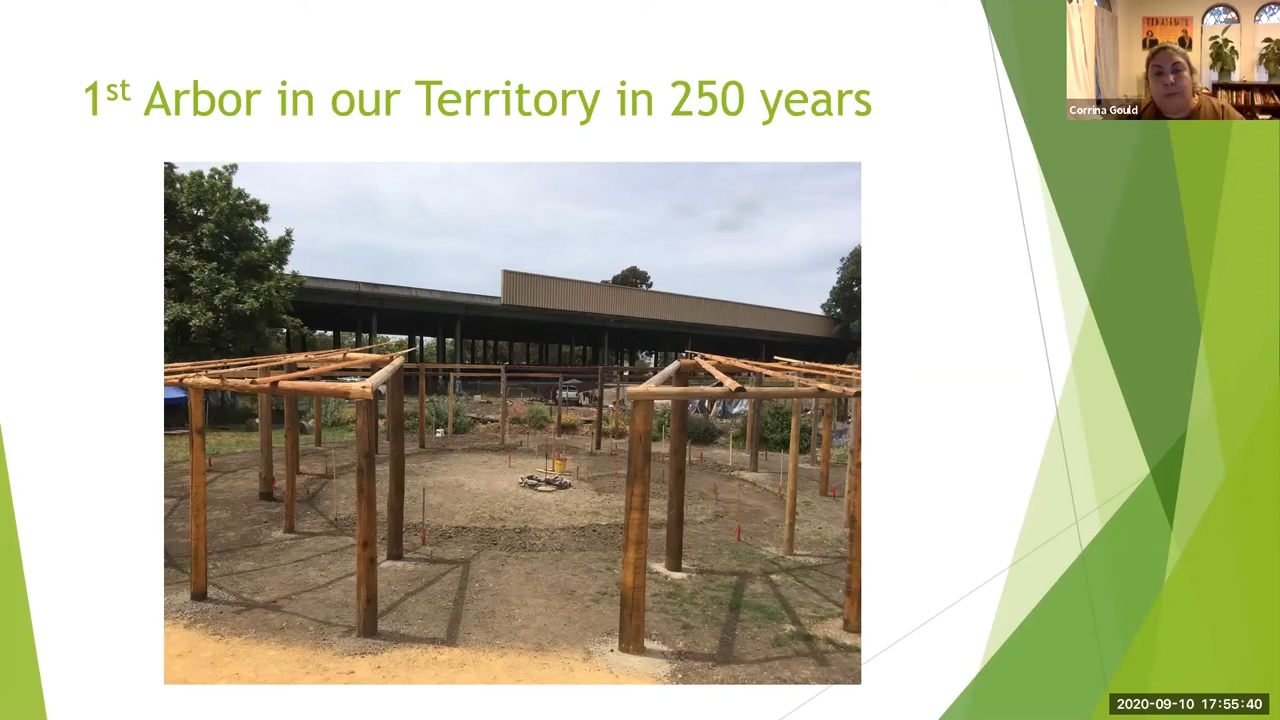 1st Arbor in our Territory in 250 years
Corrina Gould
2020-09-10 17:55:40